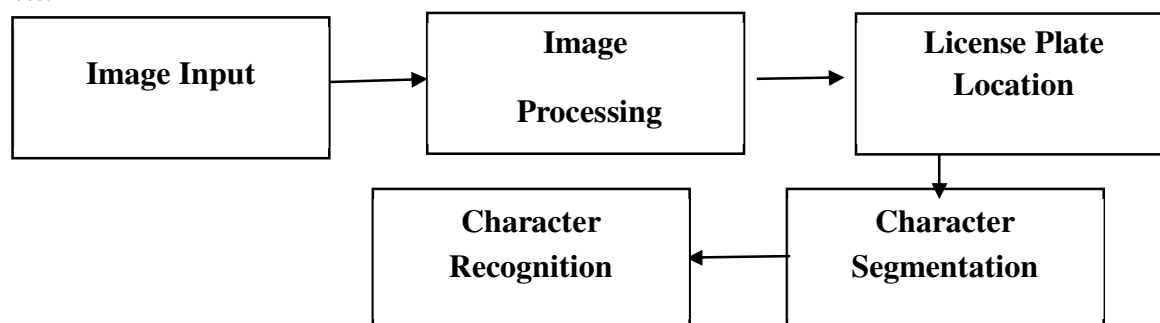 Image Input
Image
Processing
License Plate
Location
Character
Segmentation
Character
Recognition